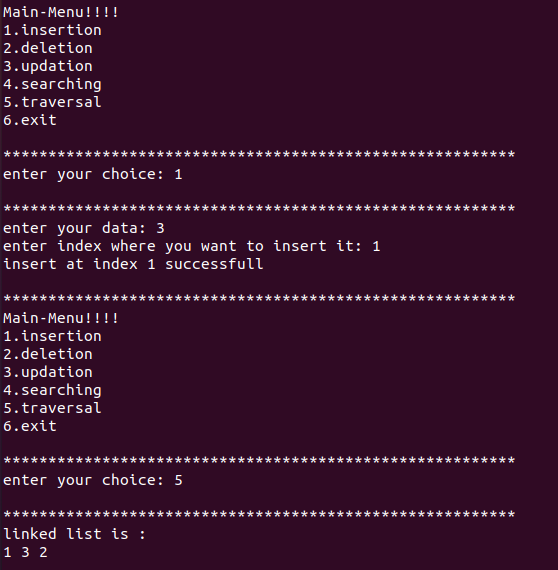 Main-Menu!!!!
1.insertion
2.deletion
3.updation
4.searching
5.traversal
6.exit
*********************************************************
enter your choice: 1
*********************************************************
enter your data: 3
enter index where you want to insert it: 1
insert at index 1 successfull
*********************************************************
Main-Menu!!!!
1.insertion
2.deletion
3.updation
4.searching
5.traversal
6.exit
*********************************************************
enter your choice: 5
*********************************************************
linked list is :
1 3 2